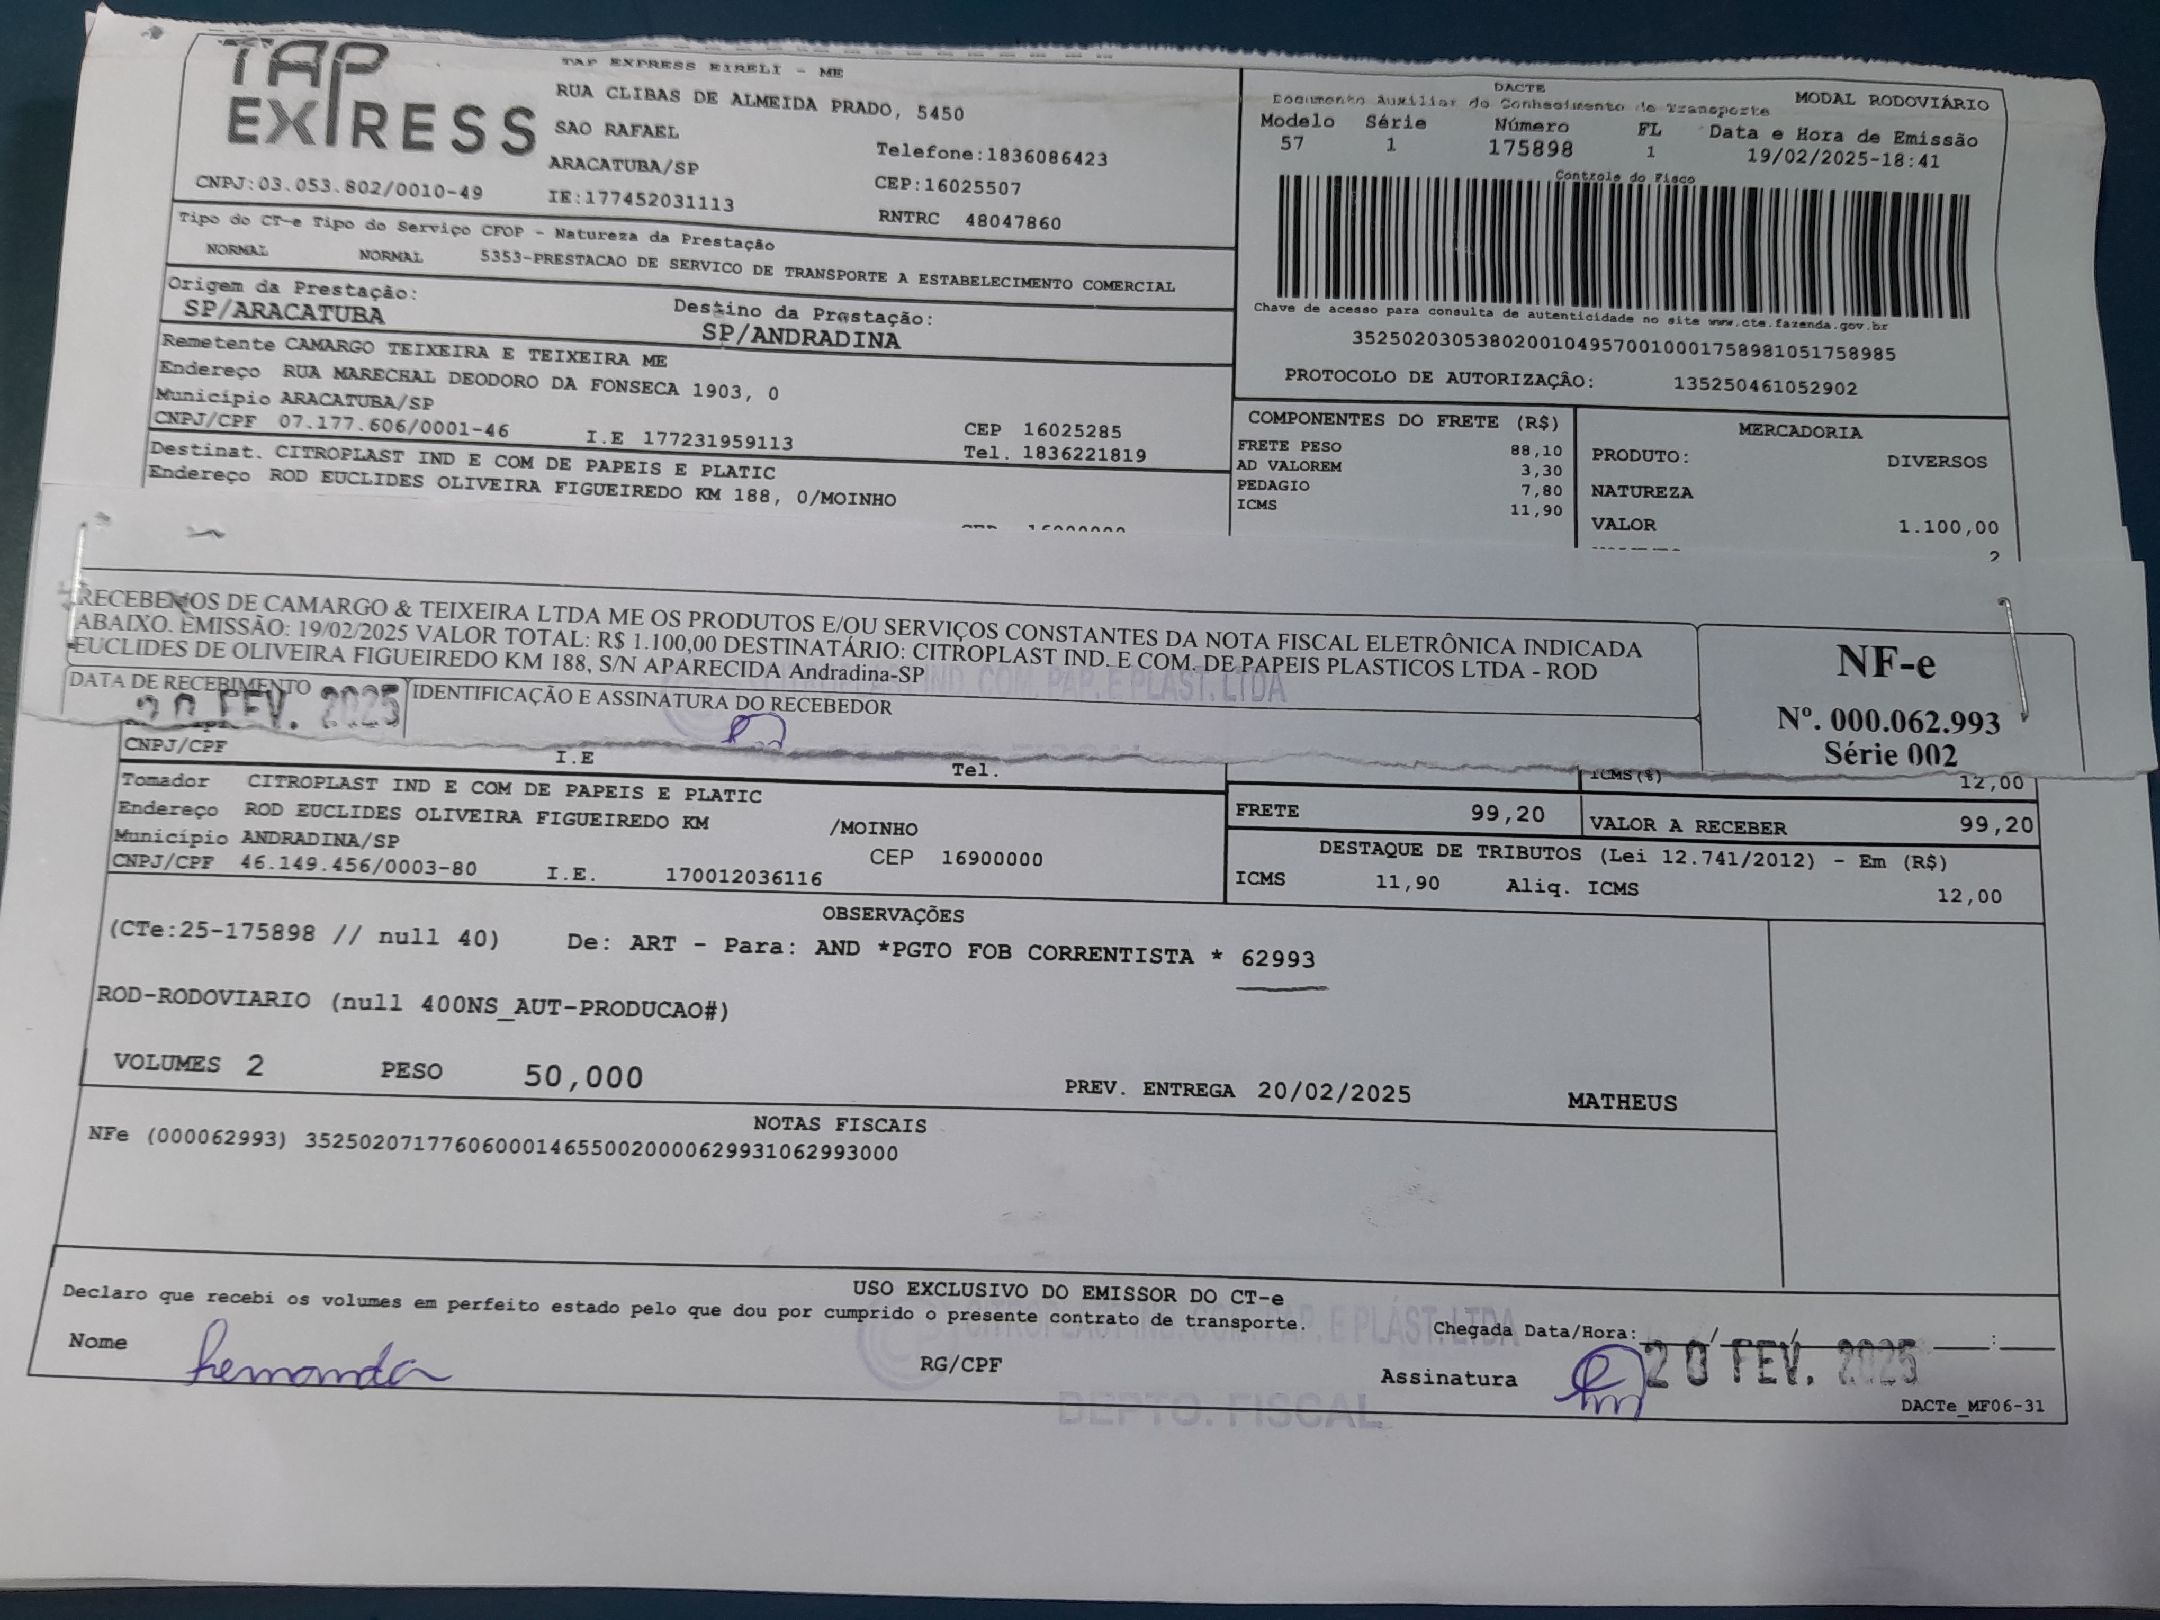 TAP EXPRESS
TAP EXPRESS EIRELI - ME
RUA CLIBAS DE ALMEIDA PRADO, 5450
SAO RAFAEL
Telefone:1836086423
ARACATUBA/SP
CEP:16025507
CNPJ:03.053.802/0010-49
IE:177452031113
RNTRC 48047860
DACTE
Documento Auxiliar do Conhecimento de Transporte
MODAL RODOVIÁRIO
Modelo Série Número FL Data e Hora de Emissão
57 1 175898 1 19/02/2025-18:41
Controle do Fisco
Chave de acesso para consulta de autenticidade no site www.cte.fazenda.gov.br
35250203053802001049570010001758981051758985
PROTOCOLO DE AUTORIZAÇÃO: 135250461052902
Tipo do CT-e Tipo do Serviço CFOP - Natureza da Prestação
NORMAL NORMAL 5353-PRESTACAO DE SERVICO DE TRANSPORTE A ESTABELECIMENTO COMERCIAL
Origem da Prestação: Destino da Prestação:
SP/ARACATUBA SP/ANDRADINA
Remetente CAMARGO TEIXEIRA E TEIXEIRA ME
Endereço RUA MARECHAL DEODORO DA FONSECA 1903, 0
Município ARACATUBA/SP
CEP 16025285
CNPJ/CPF 07.177.606/0001-46 I.E 177231959113 Tel. 1836221819
Destinat. CITROPLAST IND E COM DE PAPEIS E PLATIC
Endereço ROD EUCLIDES OLIVEIRA FIGUEIREDO KM 188, 0/MOINHO
COMPONENTES DO FRETE (R$)
FRETE PESO 88,10
AD VALOREM 3,30
PEDAGIO 7,80
ICMS 11,90
MERCADORIA
PRODUTO: DIVERSOS
NATUREZA
VALOR 1.100,00
2
RECEBEMOS DE CAMARGO & TEIXEIRA LTDA ME OS PRODUTOS E/OU SERVIÇOS CONSTANTES DA NOTA FISCAL ELETRÔNICA INDICADA
ABAIXO. EMISSÃO: 19/02/2025 VALOR TOTAL: R$ 1.100,00 DESTINATÁRIO: CITROPLAST IND. E COM. DE PAPEIS PLASTICOS LTDA - ROD
EUCLIDES DE OLIVEIRA FIGUEIREDO KM 188, S/N APARECIDA Andradina-SP
DATA DE RECEBIMENTO
20 FEV. 2025
IDENTIFICAÇÃO E ASSINATURA DO RECEBEDOR
IND. COM. PAP. E PLAST. LTDA
NF-e
Nº. 000.062.993
Série 002
CNPJ/CPF I.E Tel.
ICMS(%) 12,00
Tomador CITROPLAST IND E COM DE PAPEIS E PLATIC
Endereço ROD EUCLIDES OLIVEIRA FIGUEIREDO KM /MOINHO
Município ANDRADINA/SP
CEP 16900000
CNPJ/CPF 46.149.456/0003-80 I.E. 170012036116
FRETE 99,20 VALOR A RECEBER 99,20
DESTAQUE DE TRIBUTOS (Lei 12.741/2012) - Em (R$)
ICMS 11,90 Aliq. ICMS 12,00
OBSERVAÇÕES
(CTe:25-175898 // null 40) De: ART - Para: AND *PGTO FOB CORRENTISTA * 62993
ROD-RODOVIARIO (null 400NS_AUT-PRODUCAO#)
VOLUMES 2 PESO 50,000 PREV. ENTREGA 20/02/2025 MATHEUS
NOTAS FISCAIS
NFe (000062993) 35250207177606000146550020000629931062993000
USO EXCLUSIVO DO EMISSOR DO CT-e
Declaro que recebi os volumes em perfeito estado pelo que dou por cumprido o presente contrato de transporte.
CITROPLAST IND. COM. PAP. E PLÁST. LTDA
Chegada Data/Hora:___/___/___ ___:___
20 FEV. 2025
Nome RG/CPF Assinatura
DEPTO. FISCAL
DACTe_MF06-31